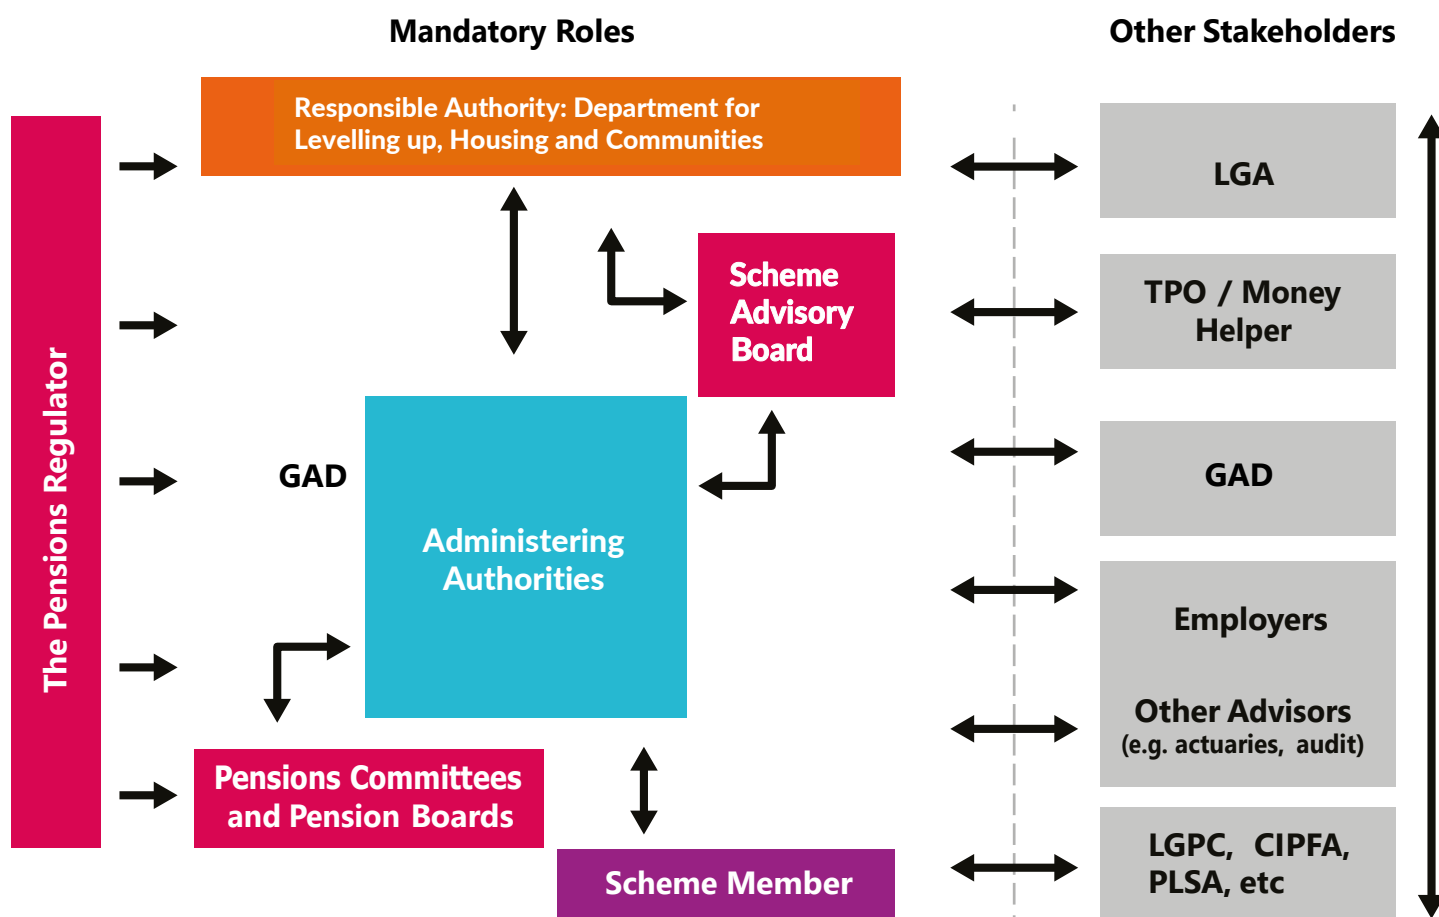 Mandatory Roles
Other Stakeholders
The Pensions Regulator
Responsible Authority: Department for
Levelling up, Housing and Communities
Scheme
Advisory
Board
GAD
Administering
Authorities
Pensions Committees
and Pension Boards
Scheme Member
LGA
TPO / Money
Helper
GAD
Employers
Other Advisors
(e.g. actuaries, audit)
LGPC, CIPFA,
PLSA, etc